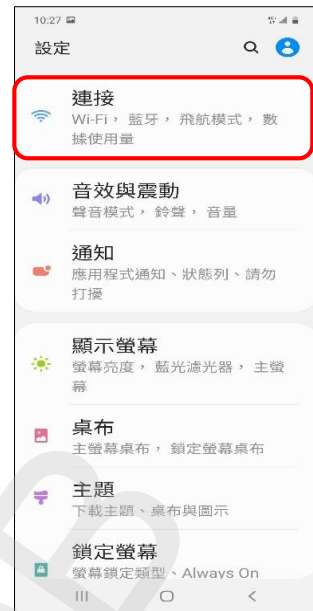 10:27
設定
連接
Wi-Fi, 藍牙, 飛航模式, 數
據使用量
音效與震動
聲音模式, 鈴聲, 音量
通知
應用程式通知、狀態列、請勿
打擾
顯示螢幕
螢幕亮度, 藍光濾光器, 主螢
幕
桌布
主螢幕桌布, 鎖定螢幕桌布
主題
下載主題、桌布與圖示
鎖定螢幕
螢幕鎖定類型、Always On